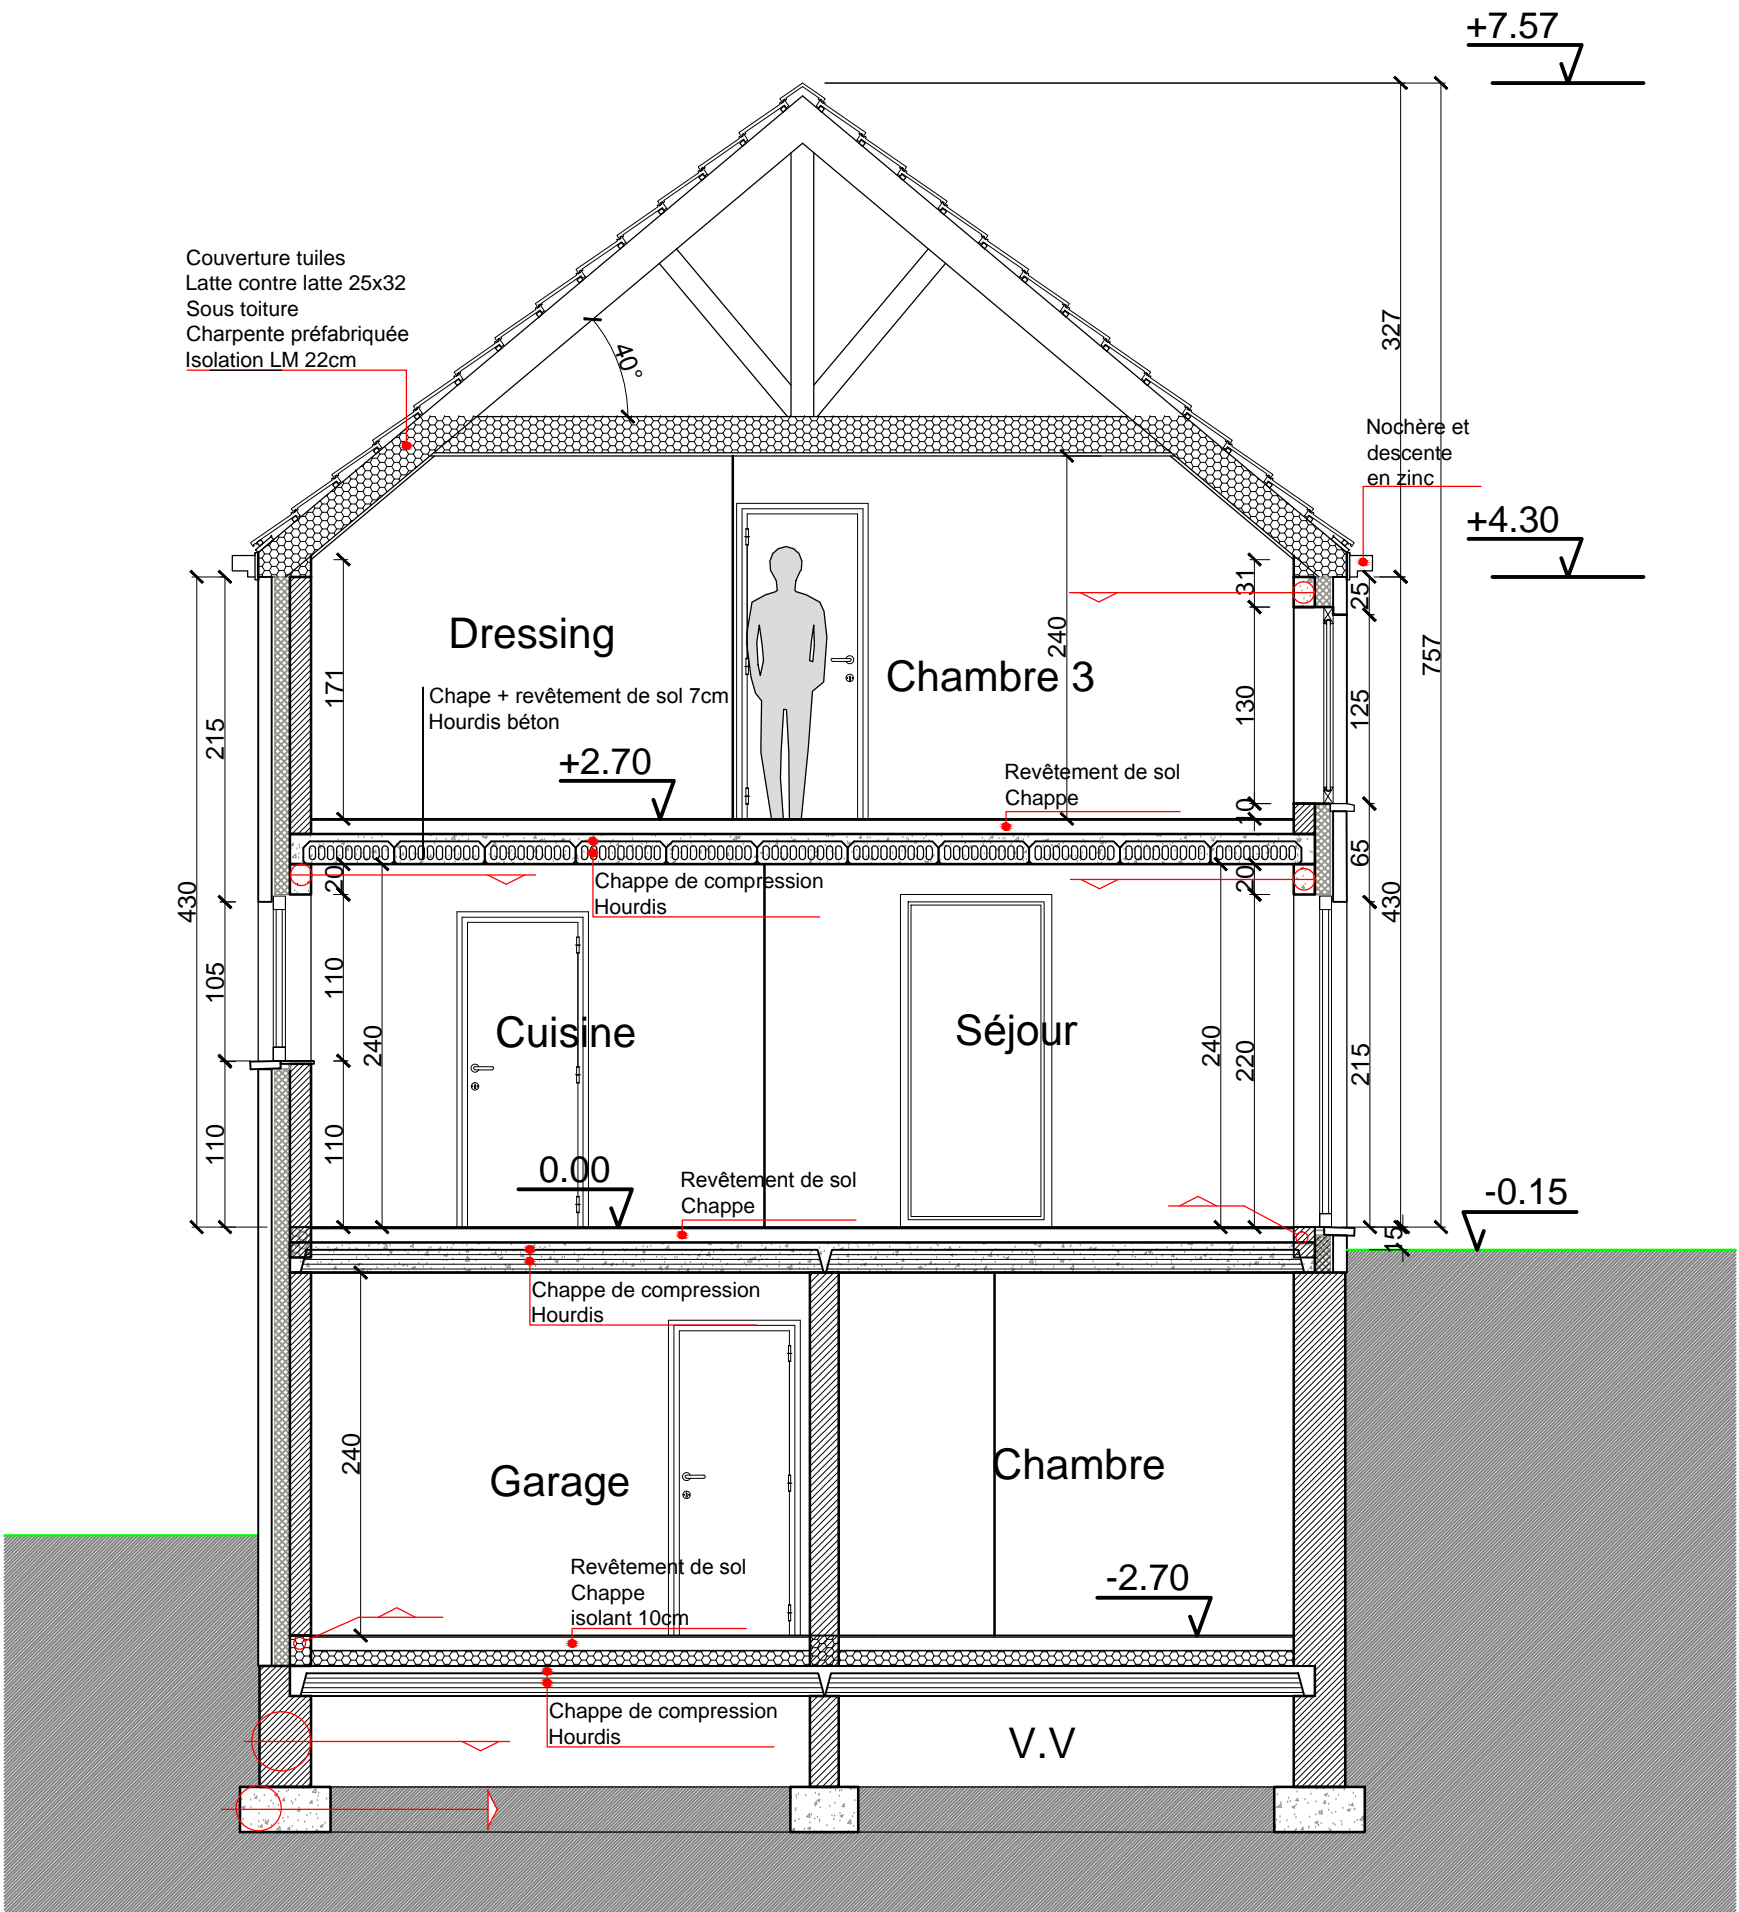 +7.57
Couverture tuiles
Latte contre latte 25x32
Sous toiture
Charpente préfabriquée
Isolation LM 22cm
40°
327
Nochère et
descente
en zinc
+4.30
31
25
Dressing
240
757
Chambre 3
171
Chape + revêtement de sol 7cm
Hourdis béton
130
125
215
+2.70
Revêtement de sol
Chappe
10
65
20
Chappe de compression
Hourdis
20
430
430
105
110
Cuisine
Séjour
240
240
220
215
110
110
0.00
Revêtement de sol
Chappe
-0.15
15
Chappe de compression
Hourdis
240
Garage
Chambre
Revêtement de sol
Chappe
isolant 10cm
-2.70
Chappe de compression
Hourdis
V.V